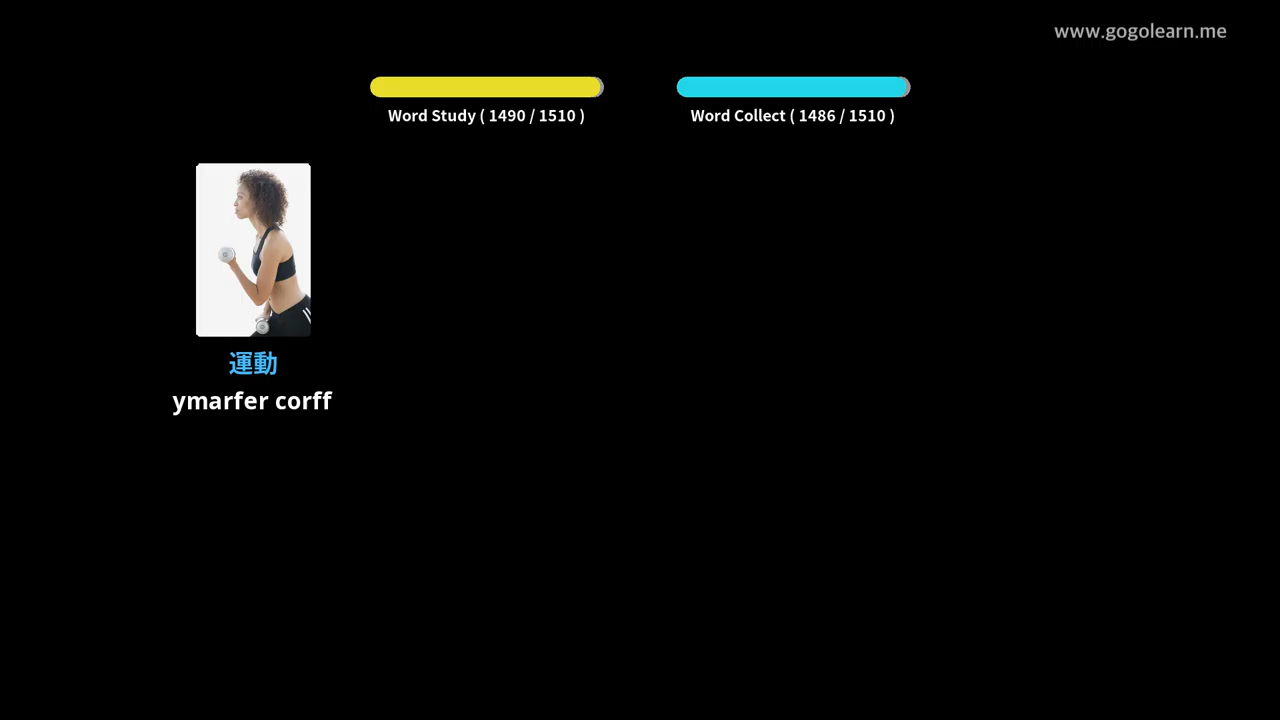 www.gogolearn.me
Word Study ( 1490 / 1510 )
Word Collect ( 1486 / 1510 )
運動
ymarfer corff